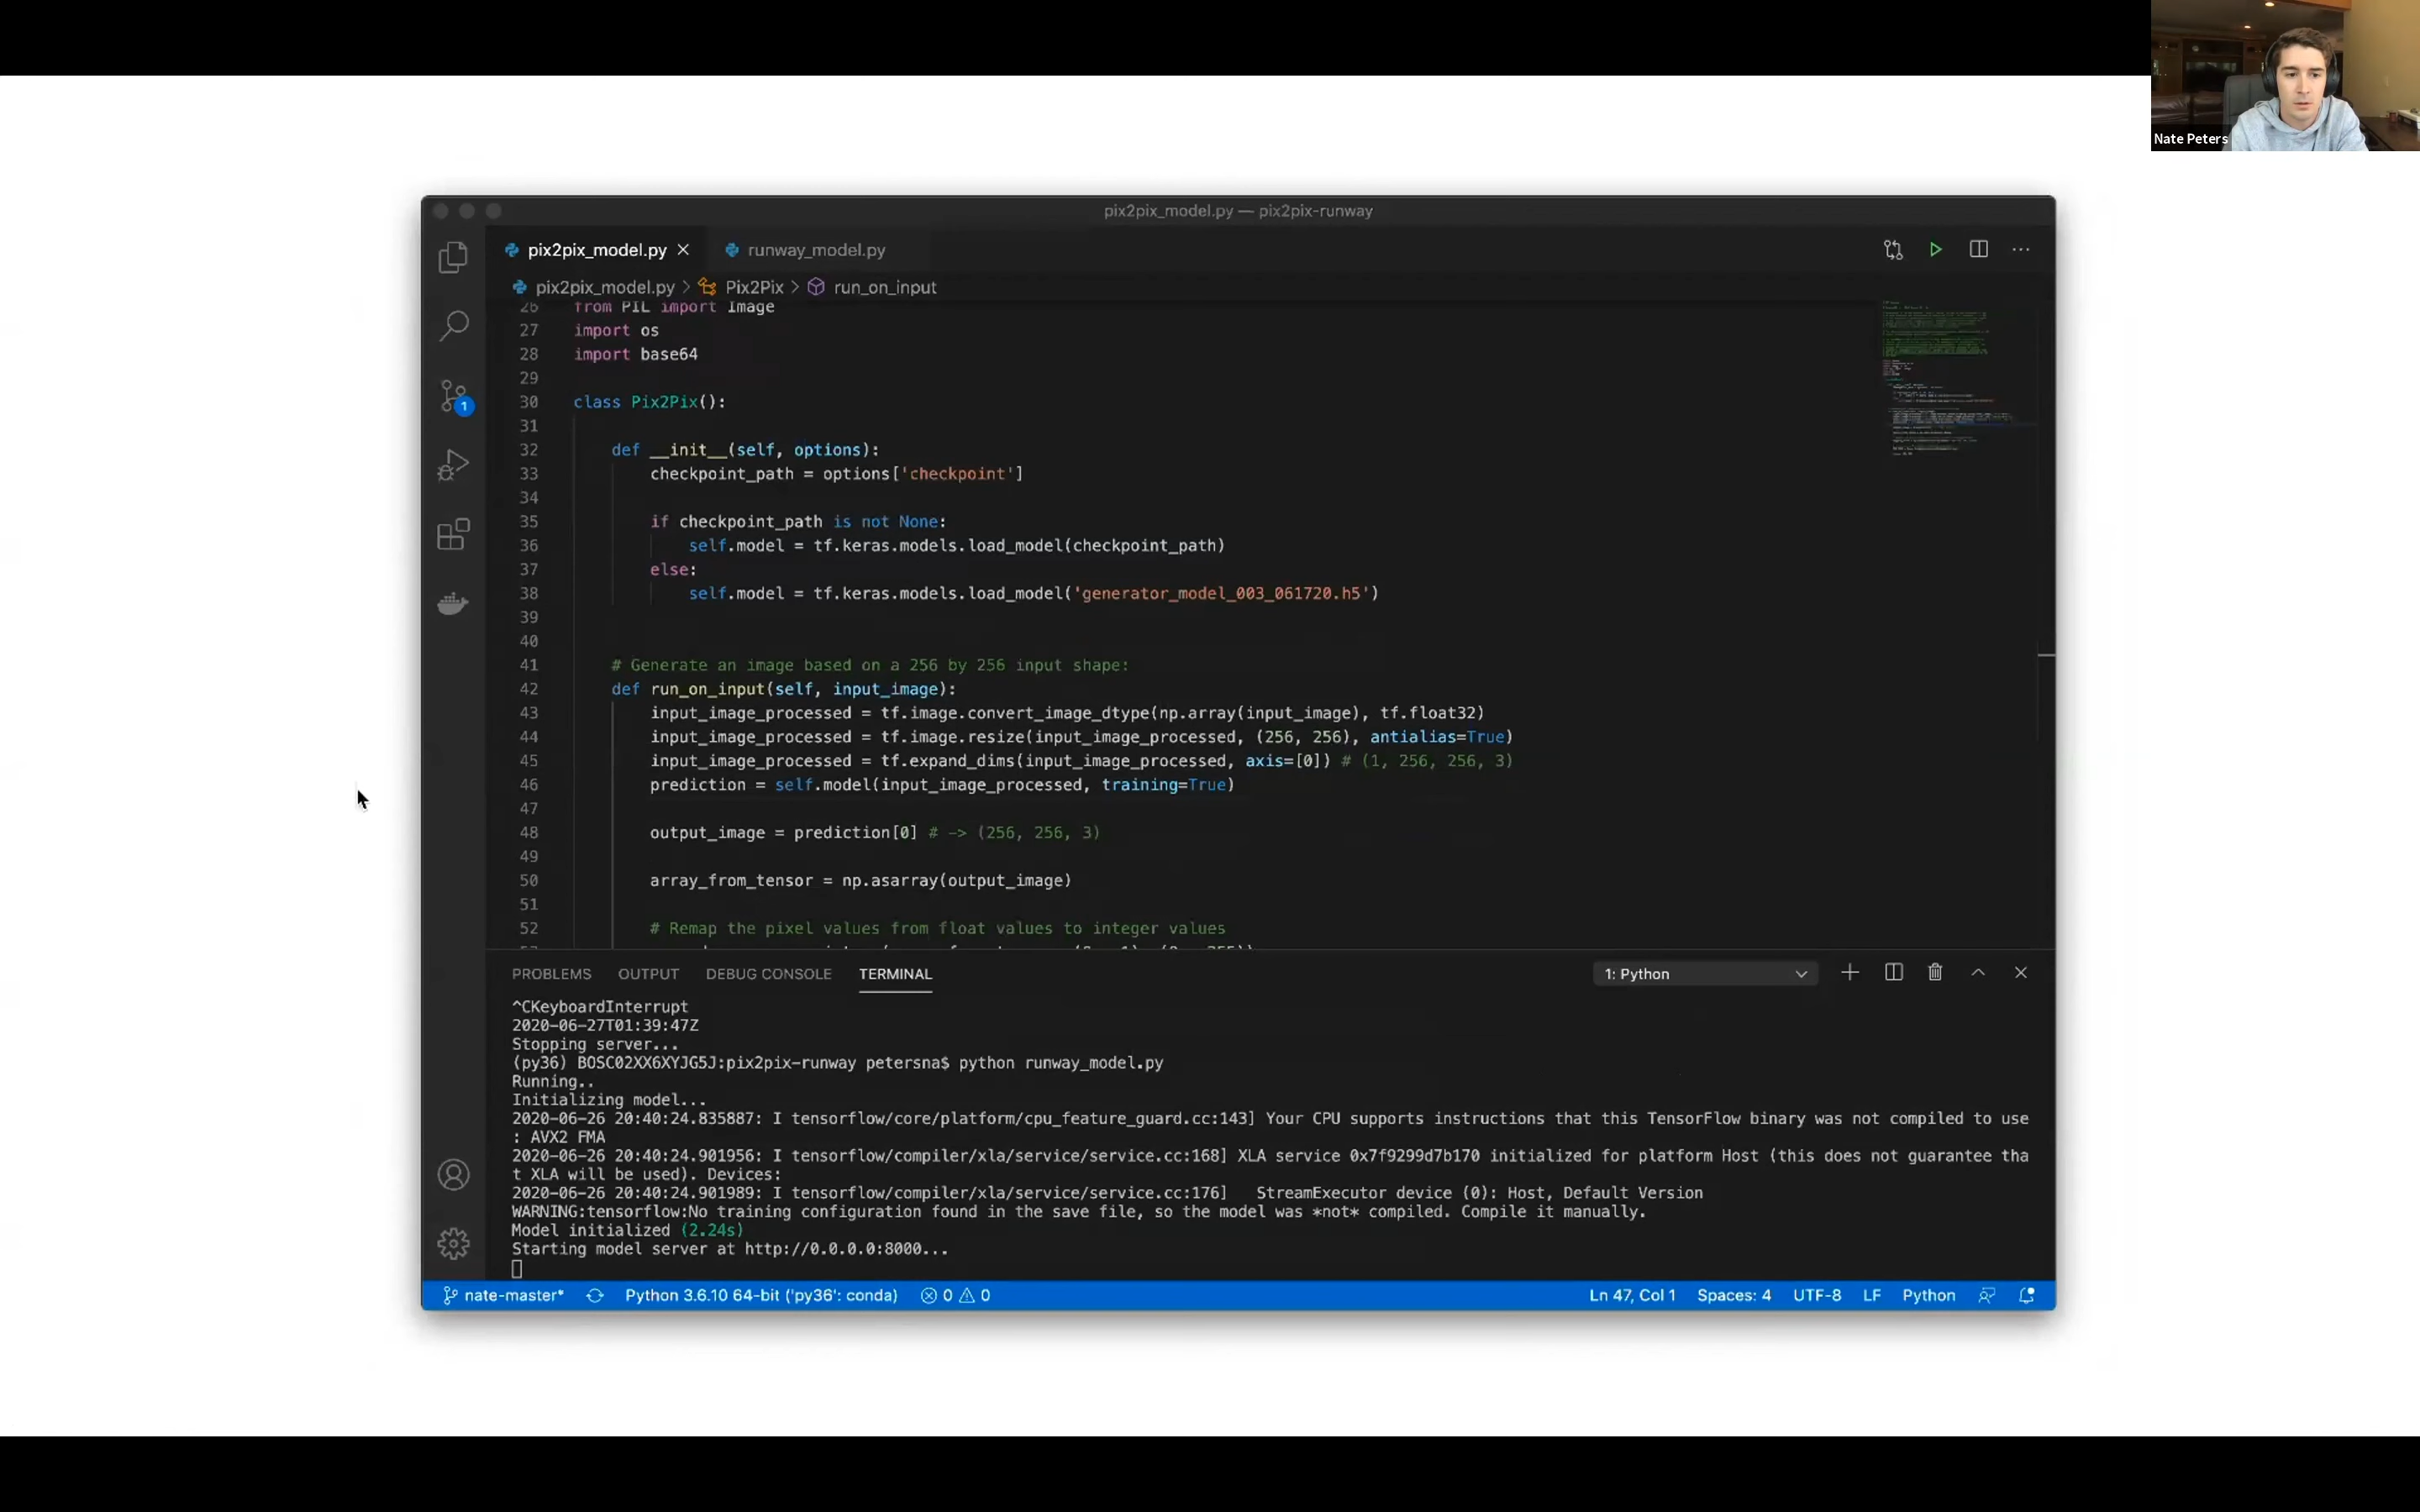 Nate Peters
pix2pix_model.py — pix2pix-runway
pix2pix_model.py runway_model.py
pix2pix_model.py > Pix2Pix > run_on_input
26 from PIL import Image
27 import os
28 import base64
29
30 class Pix2Pix():
31
32 def __init__(self, options):
33 checkpoint_path = options['checkpoint']
34
35 if checkpoint_path is not None:
36 self.model = tf.keras.models.load_model(checkpoint_path)
37 else:
38 self.model = tf.keras.models.load_model('generator_model_003_061720.h5')
39
40
41 # Generate an image based on a 256 by 256 input shape:
42 def run_on_input(self, input_image):
43 input_image_processed = tf.image.convert_image_dtype(np.array(input_image), tf.float32)
44 input_image_processed = tf.image.resize(input_image_processed, (256, 256), antialias=True)
45 input_image_processed = tf.expand_dims(input_image_processed, axis=[0]) # (1, 256, 256, 3)
46 prediction = self.model(input_image_processed, training=True)
47
48 output_image = prediction[0] # -> (256, 256, 3)
49
50 array_from_tensor = np.asarray(output_image)
51
52 # Remap the pixel values from float values to integer values
PROBLEMS OUTPUT DEBUG CONSOLE TERMINAL 1: Python
^CKeyboardInterrupt
2020-06-27T01:39:47Z
Stopping server...
(py36) BOSC02XX6XYJG5J:pix2pix-runway petersna$ python runway_model.py
Running..
Initializing model...
2020-06-26 20:40:24.835887: I tensorflow/core/platform/cpu_feature_guard.cc:143] Your CPU supports instructions that this TensorFlow binary was not compiled to use
: AVX2 FMA
2020-06-26 20:40:24.901956: I tensorflow/compiler/xla/service/service.cc:168] XLA service 0x7f9299d7b170 initialized for platform Host (this does not guarantee tha
t XLA will be used). Devices:
2020-06-26 20:40:24.901989: I tensorflow/compiler/xla/service/service.cc:176] StreamExecutor device (0): Host, Default Version
WARNING:tensorflow:No training configuration found in the save file, so the model was *not* compiled. Compile it manually.
Model initialized (2.24s)
Starting model server at http://0.0.0.0:8000...
nate-master* Python 3.6.10 64-bit ('py36': conda) 0 0 Ln 47, Col 1 Spaces: 4 UTF-8 LF Python